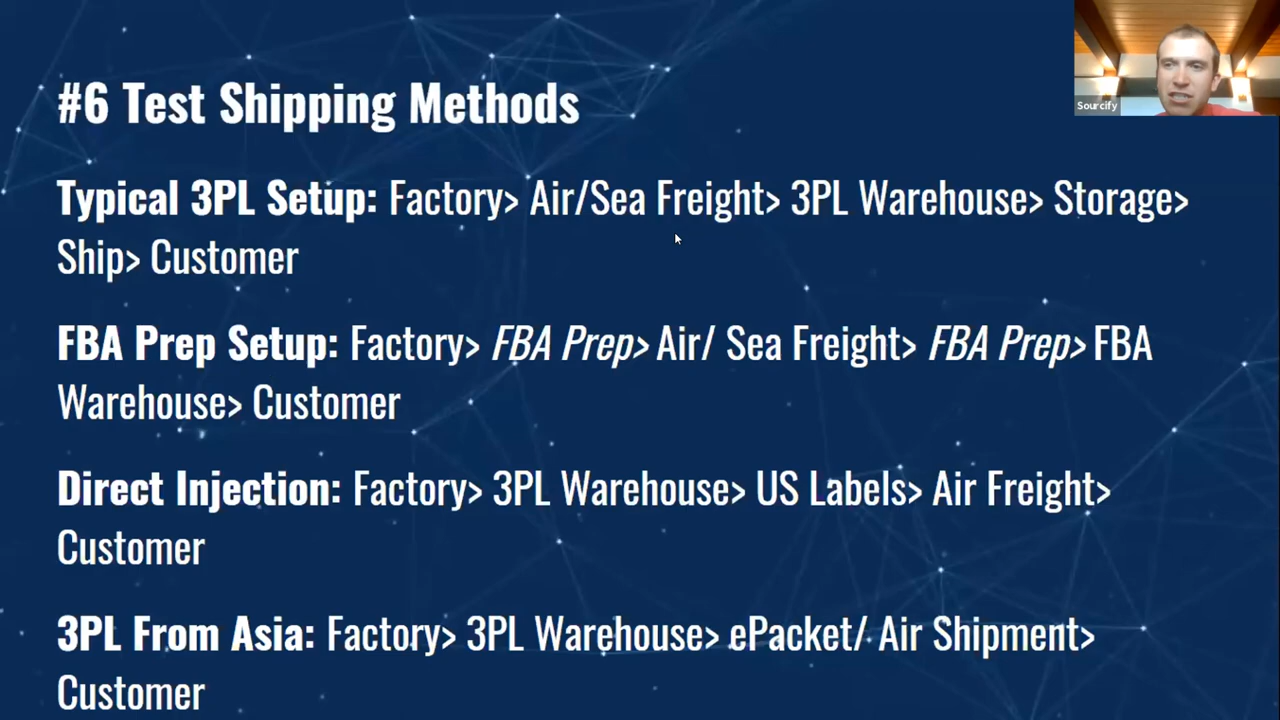 #6 Test Shipping Methods
Sourcify
Typical 3PL Setup: Factory> Air/Sea Freight> 3PL Warehouse> Storage>
Ship> Customer
FBA Prep Setup: Factory> FBA Prep> Air/ Sea Freight> FBA Prep> FBA
Warehouse> Customer
Direct Injection: Factory> 3PL Warehouse> US Labels> Air Freight>
Customer
3PL From Asia: Factory> 3PL Warehouse> ePacket/ Air Shipment>
Customer